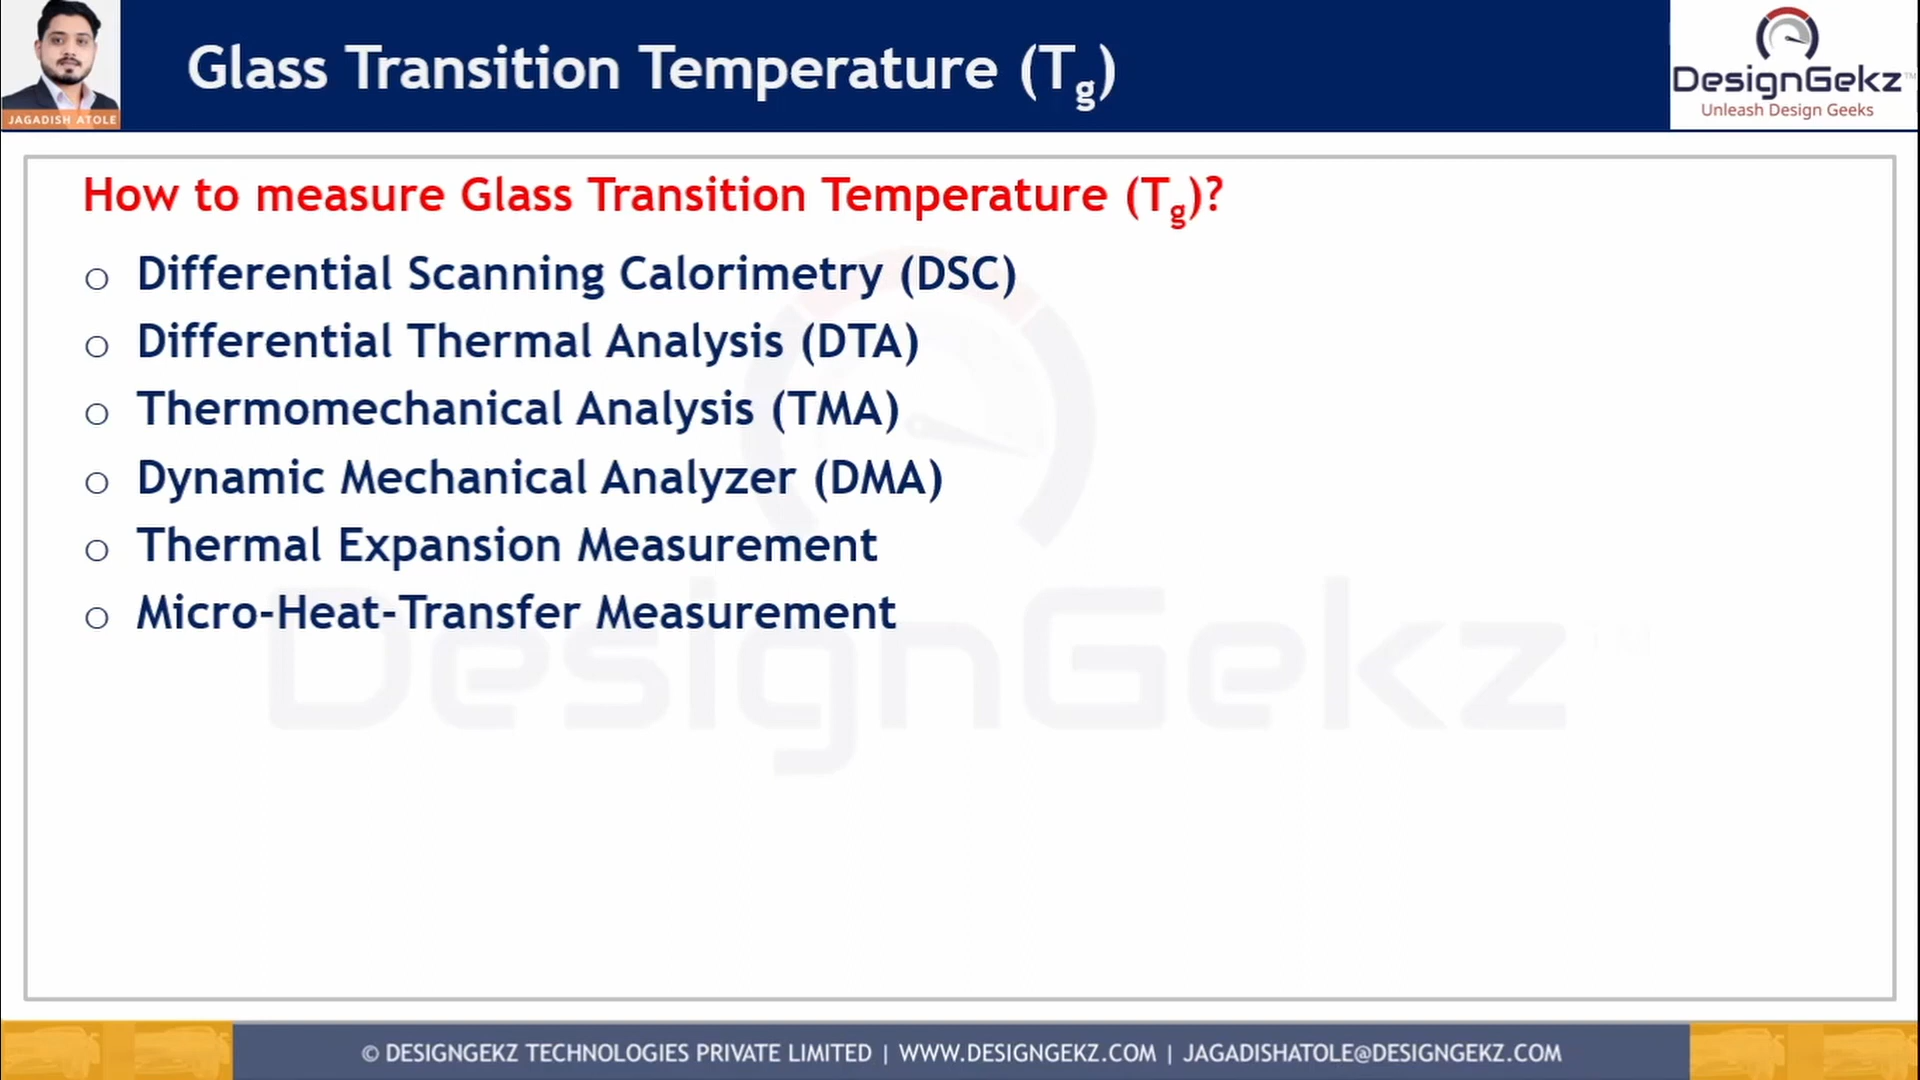 JAGADISH ATOLE
Glass Transition Temperature (Tg)
DesignGekz™
Unleash Design Geeks
How to measure Glass Transition Temperature (Tg)?
○ Differential Scanning Calorimetry (DSC)
○ Differential Thermal Analysis (DTA)
○ Thermomechanical Analysis (TMA)
○ Dynamic Mechanical Analyzer (DMA)
○ Thermal Expansion Measurement
○ Micro-Heat-Transfer Measurement
DesignGekz™
© DESIGNGEKZ TECHNOLOGIES PRIVATE LIMITED | WWW.DESIGNGEKZ.COM | JAGADISHATOLE@DESIGNGEKZ.COM